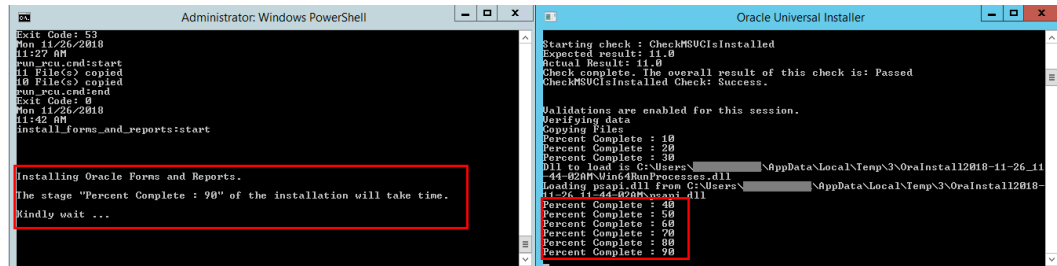 Administrator: Windows PowerShell
Exit Code: 53
Mon 11/26/2018
11:27 AM
run_rcu.cmd:start
11 File(s) copied
10 File(s) copied
run_rcu.cmd:end
Exit Code: 0
Mon 11/26/2018
11:42 AM
install_forms_and_reports:start
Installing Oracle Forms and Reports.
The stage "Percent Complete : 90" of the installation will take time.
Kindly wait ...
Oracle Universal Installer
Starting check : CheckMSVCIsInstalled
Expected result: 11.0
Actual Result: 11.0
Check complete. The overall result of this check is: Passed
CheckMSVCIsInstalled Check: Success.
Validations are enabled for this session.
Verifying data
Copying Files
Percent Complete : 10
Percent Complete : 20
Percent Complete : 30
Dll to load is C:\Users\ \AppData\Local\Temp\3\OraInstall2018-11-26_11
-44-02AM\Win64RunProcesses.dll
Loading psapi.dll from C:\Users\ \AppData\Local\Temp\3\OraInstall2018-
11-26_11-44-02AM\psapi.dll
Percent Complete : 40
Percent Complete : 50
Percent Complete : 60
Percent Complete : 70
Percent Complete : 80
Percent Complete : 90